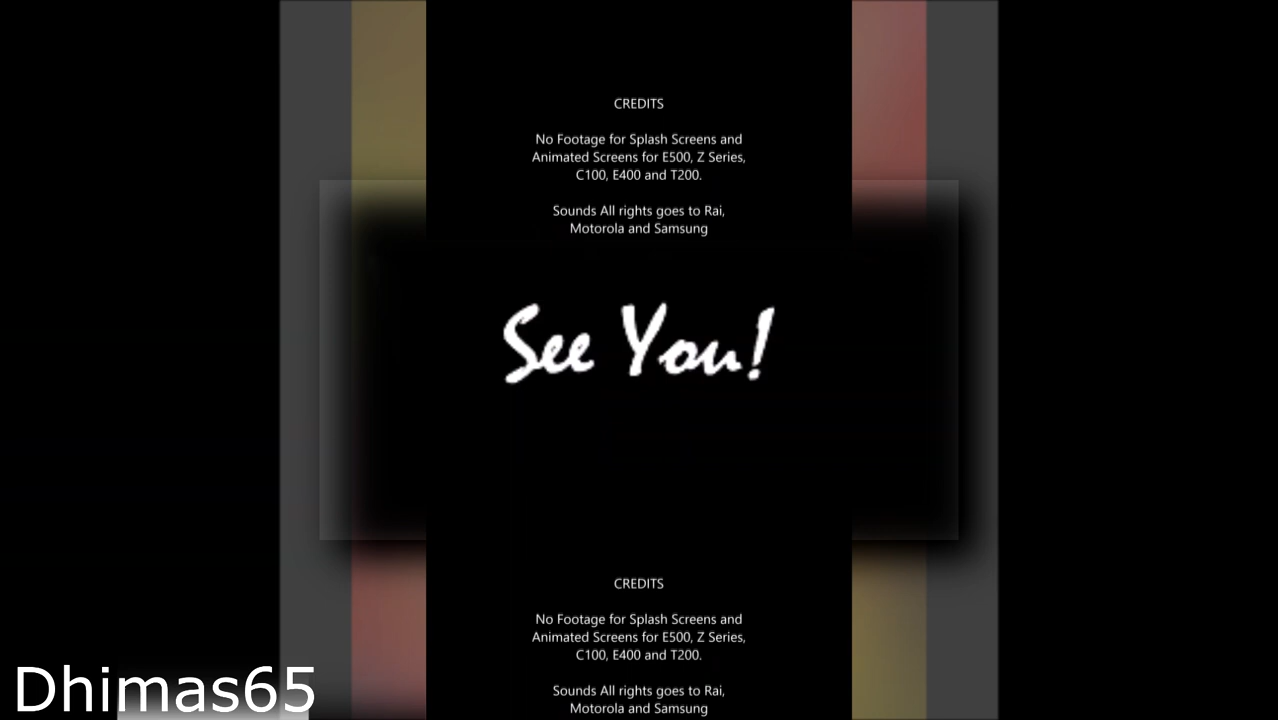 CREDITS
No Footage for Splash Screens and
Animated Screens for E500, Z Series,
C100, E400 and T200.
Sounds All rights goes to Rai,
Motorola and Samsung
See You!
CREDITS
No Footage for Splash Screens and
Animated Screens for E500, Z Series,
C100, E400 and T200.
Sounds All rights goes to Rai,
Motorola and Samsung
Dhimas65